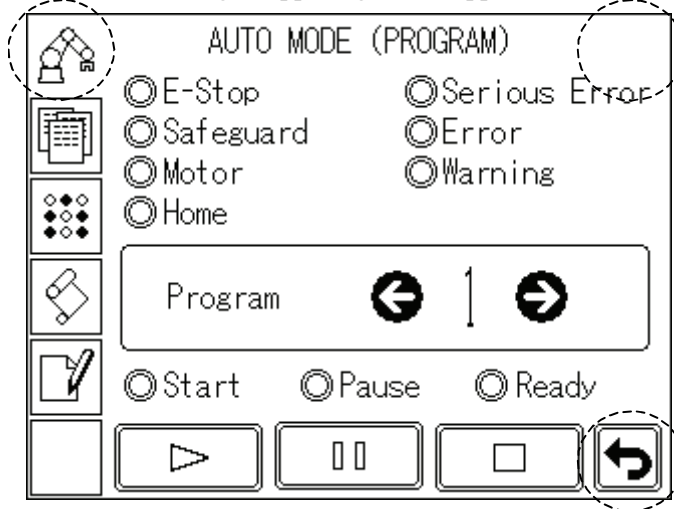 AUTO MODE (PROGRAM)
E-Stop Serious Error
Safeguard Error
Motor Warning
Home
Program 1
Start Pause Ready